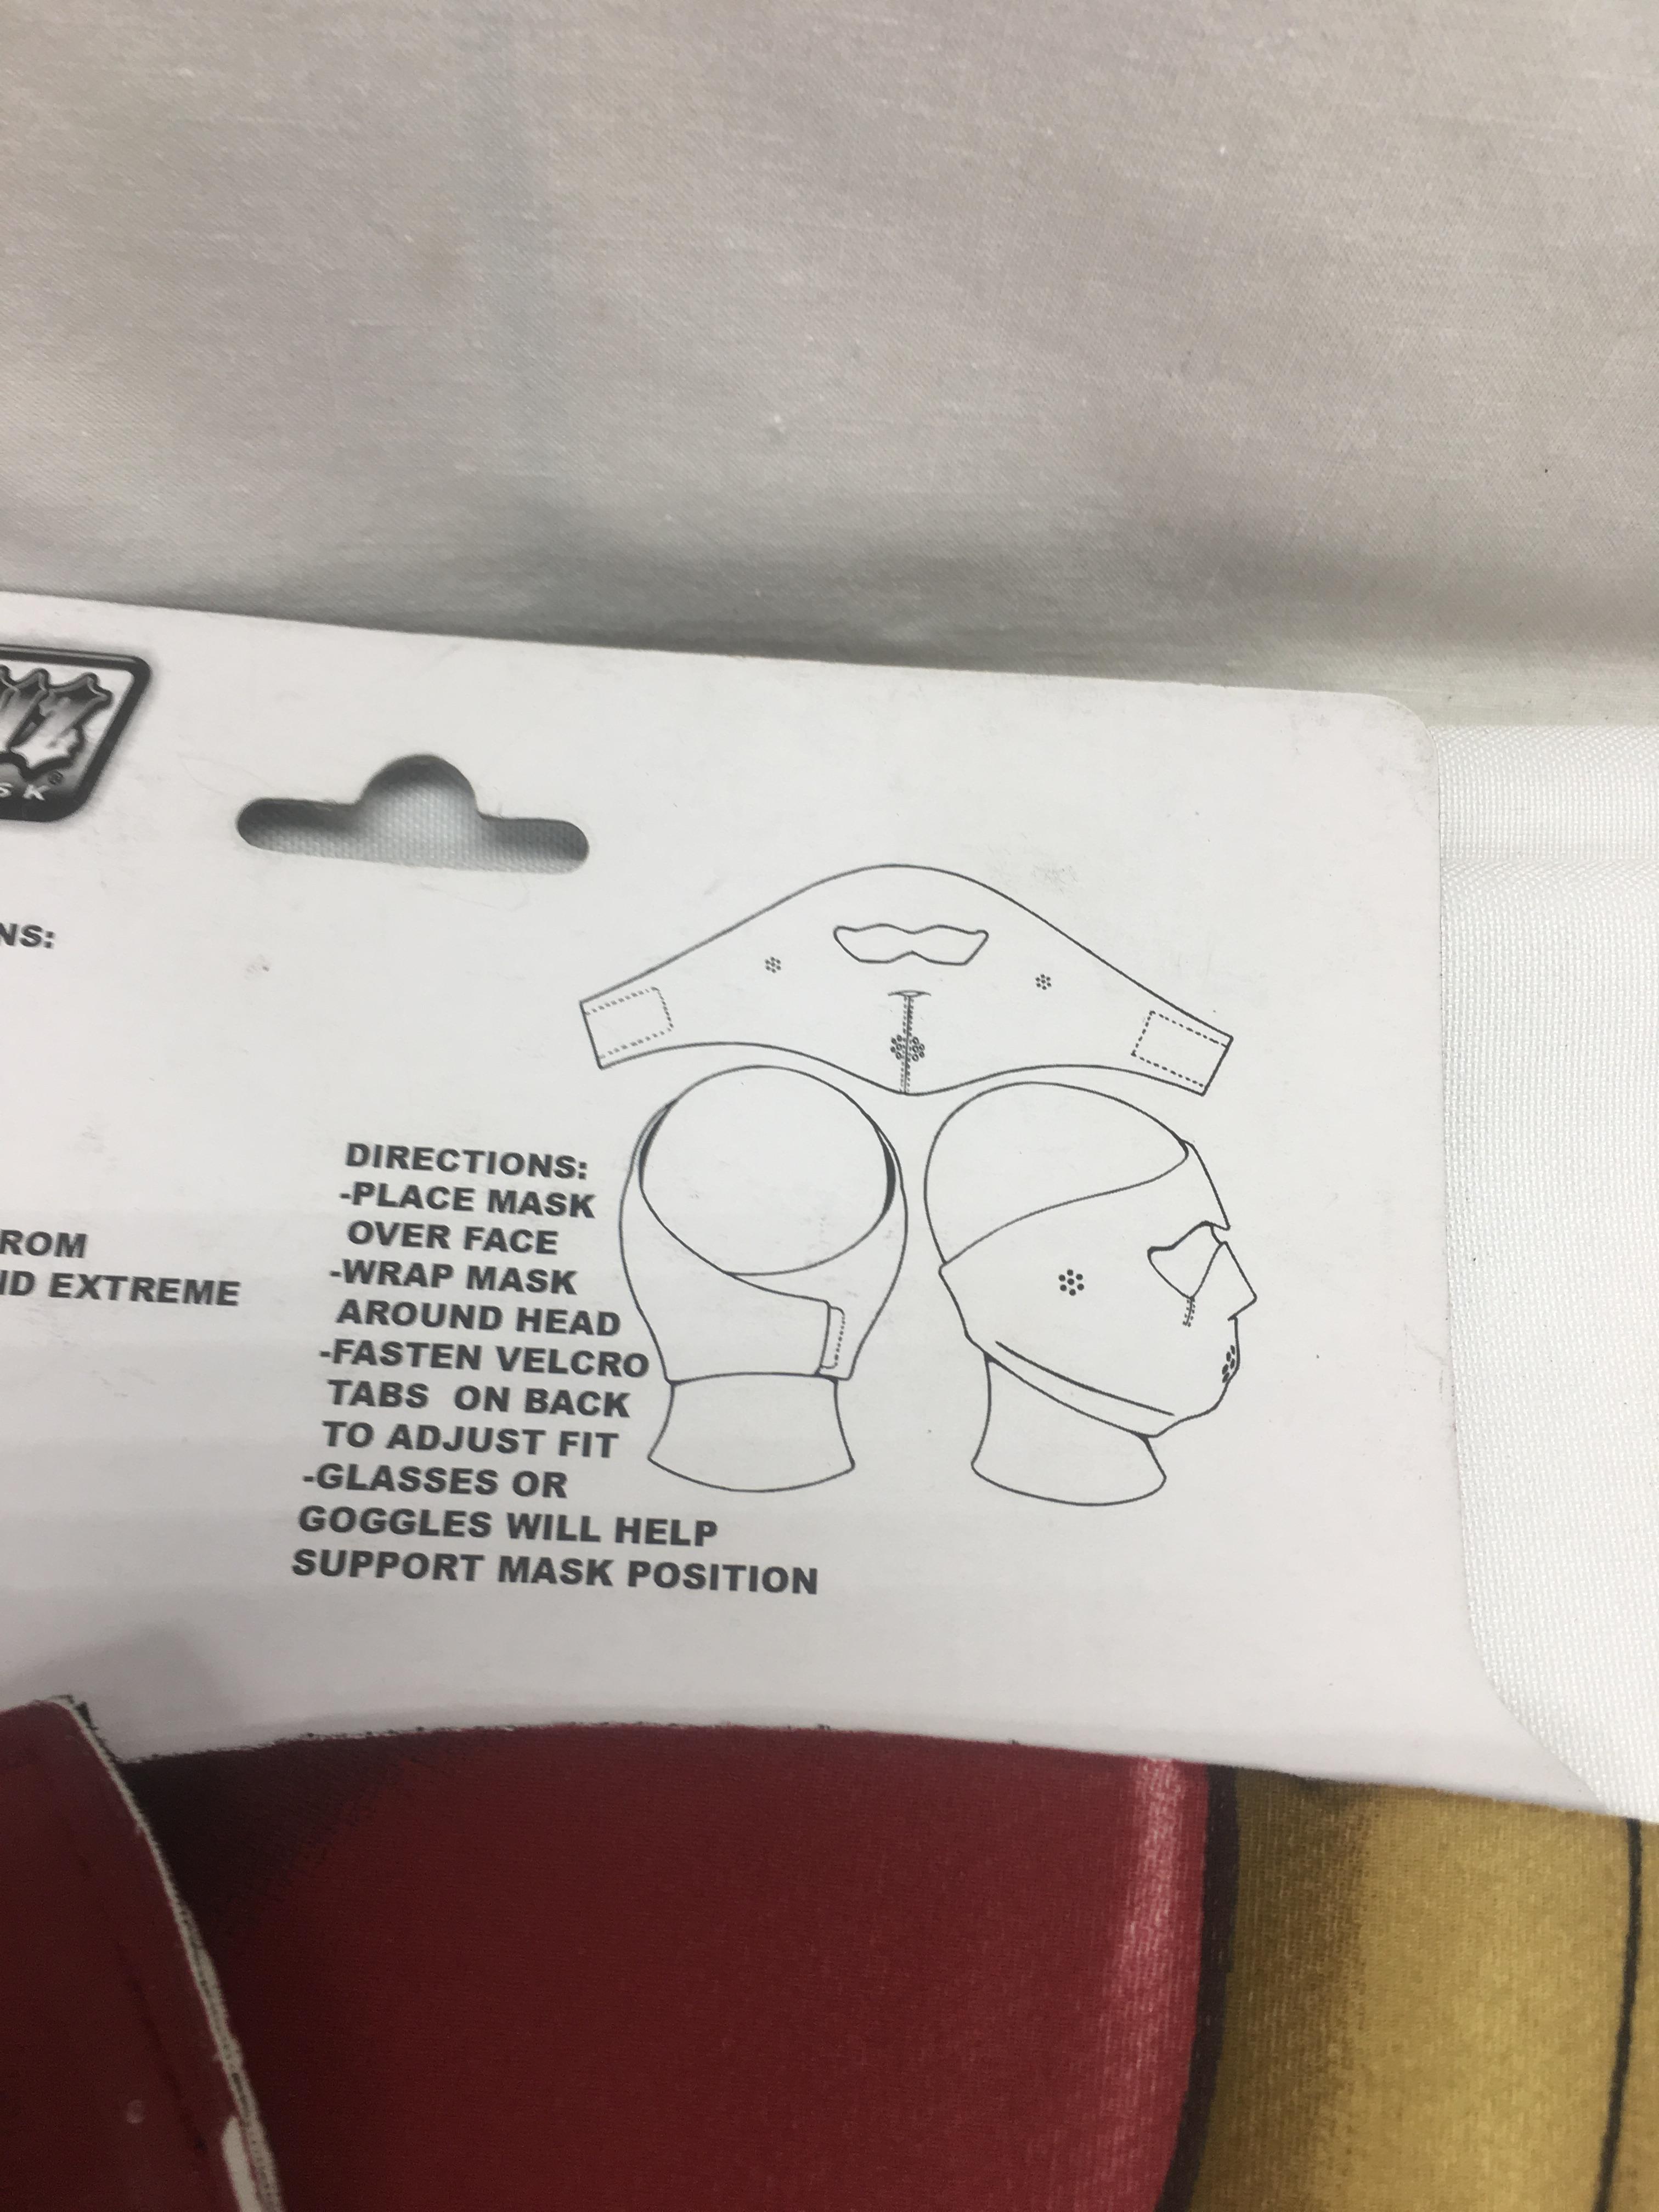 SK®
NS:
ROM
EXTREME
DIRECTIONS:
-PLACE MASK
OVER FACE
-WRAP MASK
AROUND HEAD
-FASTEN VELCRO
TABS ON BACK
TO ADJUST FIT
-GLASSES OR
GOGGLES WILL HELP
SUPPORT MASK POSITION